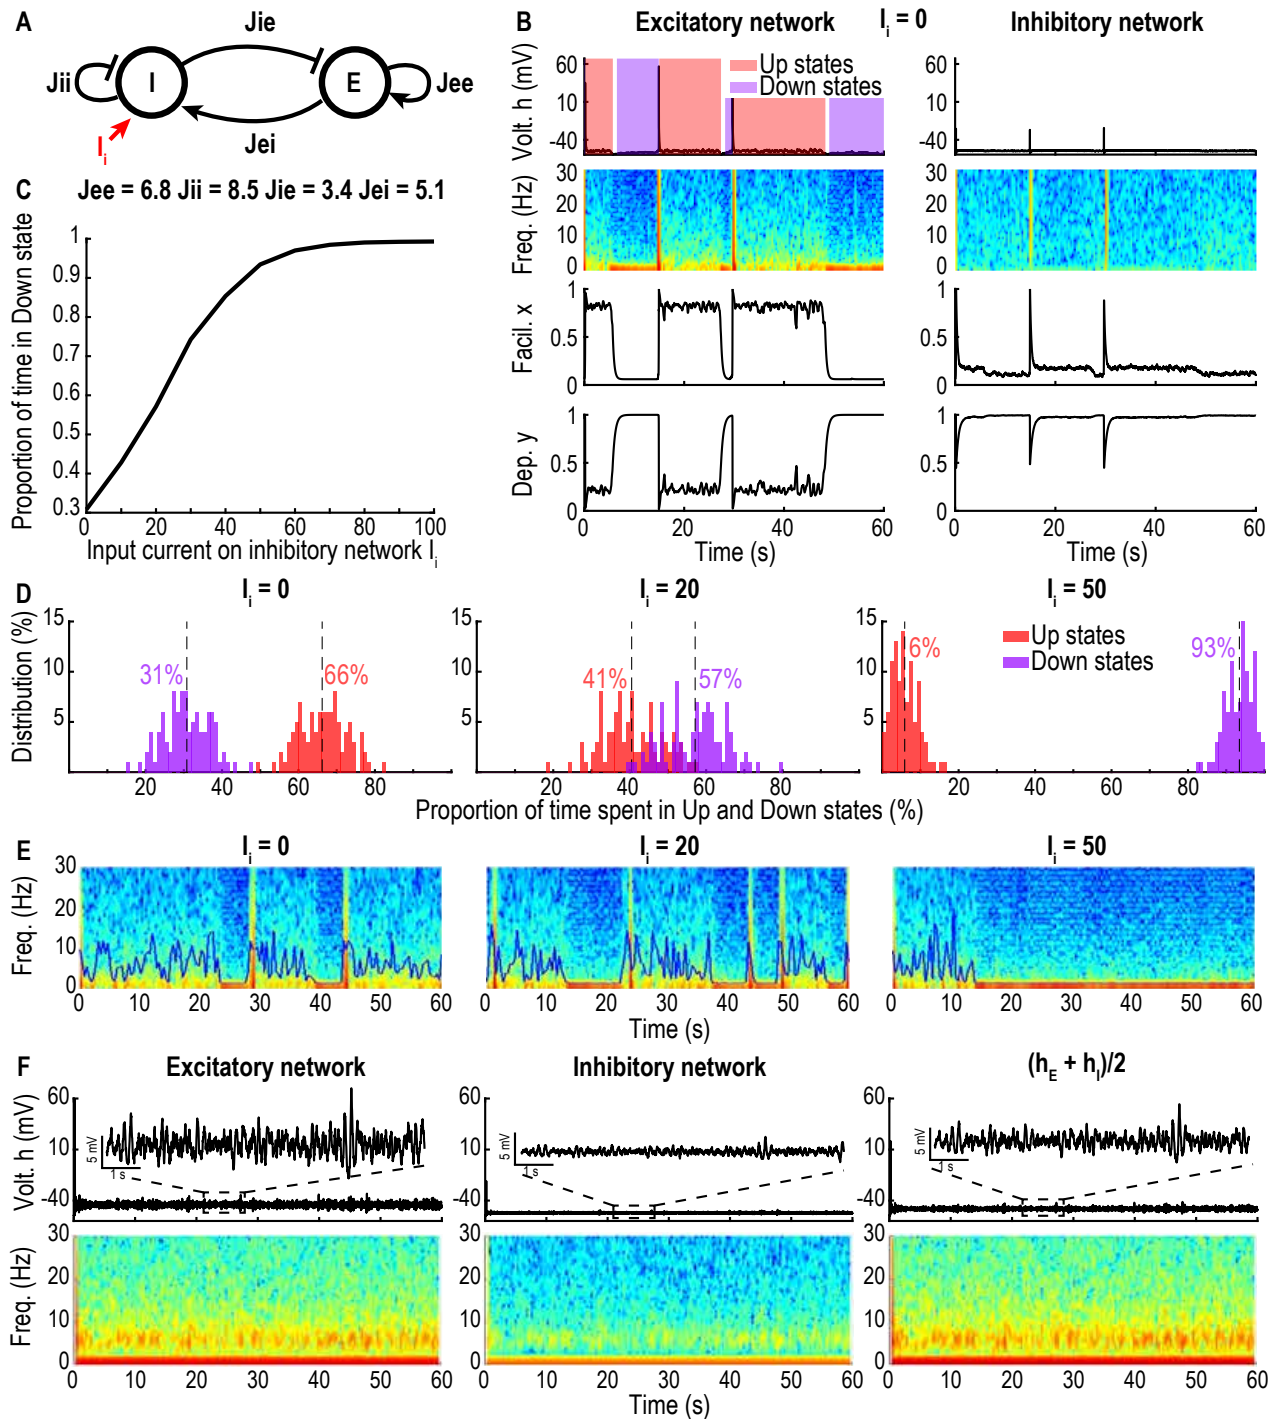 A
Jie
Jii
I
E
Jee
I_i
Jei
B
Excitatory network
I_i = 0
Inhibitory network
Volt. h (mV)
60
10
-40
Up states
Down states
60
10
-40
Freq. (Hz)
30
20
10
0
30
20
10
0
Facil. x
1
0.5
0
1
0.5
0
Dep. y
1
0.5
0
1
0.5
0
0 20 40 60
0 20 40 60
Time (s)
Time (s)
C
Jee = 6.8 Jii = 8.5 Jie = 3.4 Jei = 5.1
Proportion of time in Down state
1
0.9
0.8
0.7
0.6
0.5
0.4
0.3
0 20 40 60 80 100
Input current on inhibitory network I_i
D
I_i = 0
I_i = 20
I_i = 50
Distribution (%)
15
10
5
31%
66%
20 40 60 80
15
10
5
41%
57%
20 40 60 80
15
10
5
6%
93%
Up states
Down states
20 40 60 80
Proportion of time spent in Up and Down states (%)
E
I_i = 0
I_i = 20
I_i = 50
Freq. (Hz)
30
20
10
0
0 10 20 30 40 50 60
0 10 20 30 40 50 60
0 10 20 30 40 50 60
Time (s)
F
Excitatory network
Inhibitory network
(h_E + h_I)/2
Volt. h (mV)
60
10
-40
5 mV
1 s
60
10
-40
5 mV
1 s
60
10
-40
5 mV
1 s
Freq. (Hz)
30
20
10
0
0 10 20 30 40 50 60
30
20
10
0
0 10 20 30 40 50 60
30
20
10
0
0 10 20 30 40 50 60
Time (s)
Time (s)